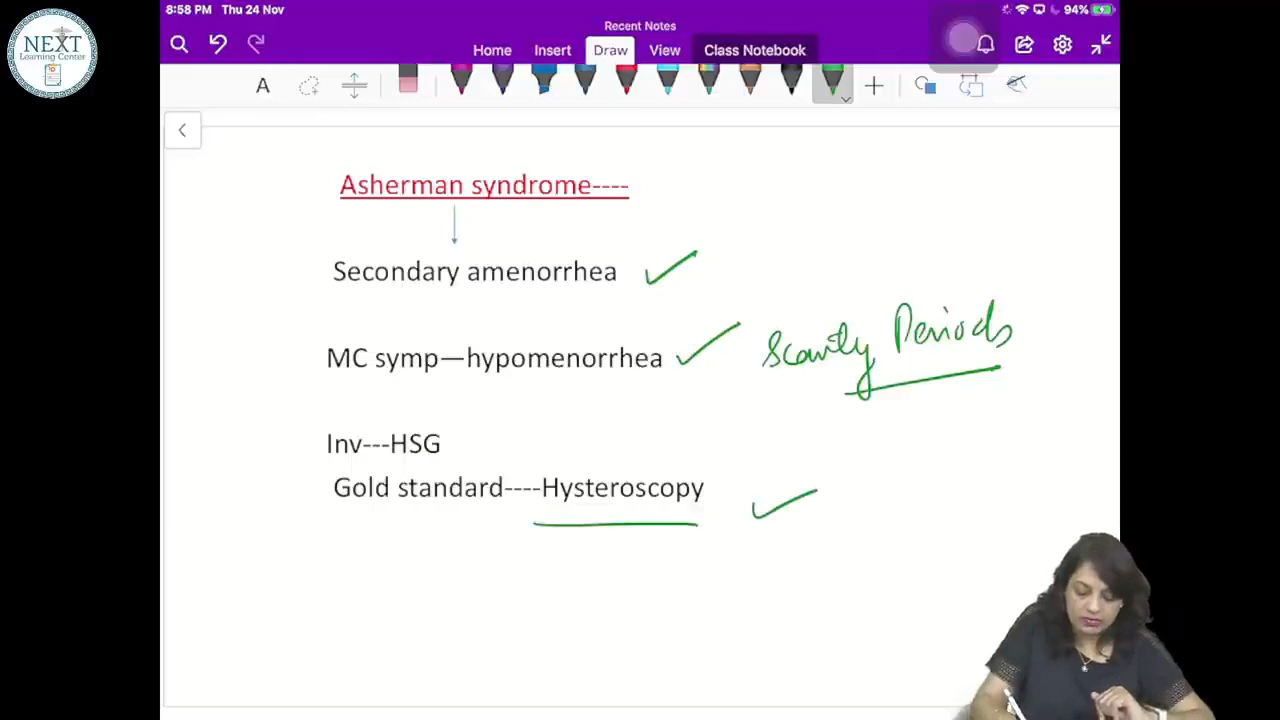 8:58 PM Thu 24 Nov
94%
Recent Notes
NEXT
Learning Center
Home Insert Draw View Class Notebook
A
Asherman syndrome----
Secondary amenorrhea
MC symp—hypomenorrhea
Scanty Periods
Inv---HSG
Gold standard----Hysteroscopy